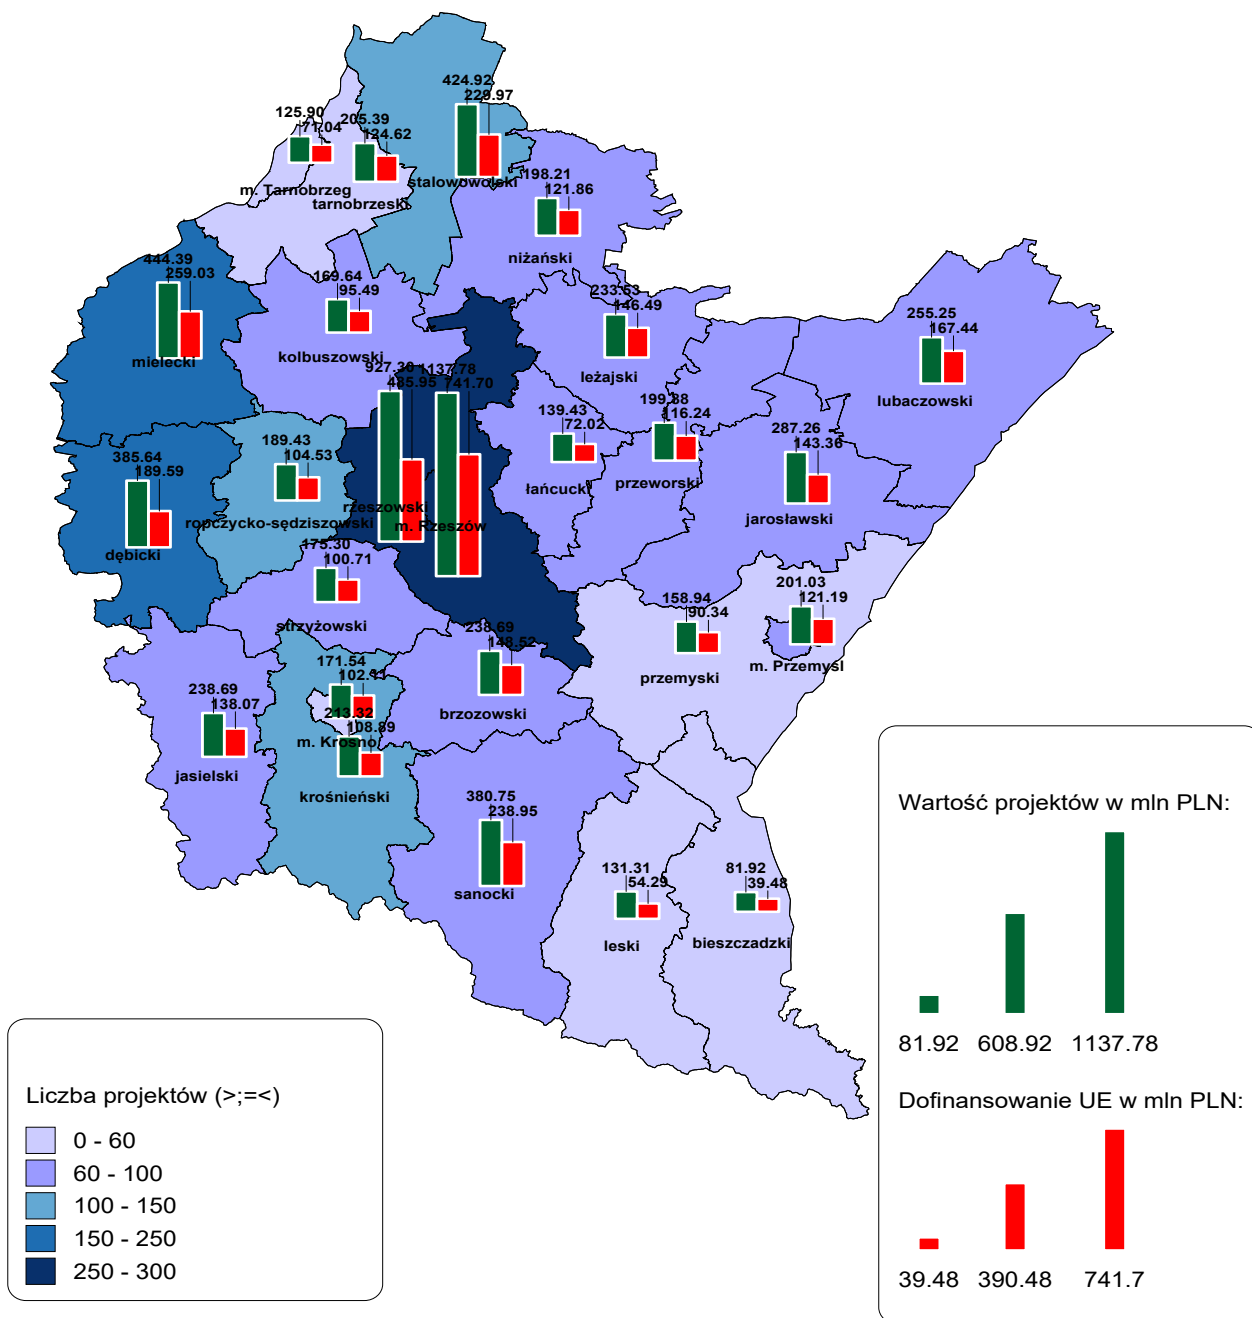 424.92
229.97
125.90
71.04
205.39
124.62
m. Tarnobrzeg
tarnobrzeski
stalowowolski
198.21
121.86
niżański
444.39
259.03
mielecki
169.64
95.49
kolbuszowski
233.53
146.49
leżajski
255.25
167.44
lubaczowski
927.30
485.95
1137.78
741.70
rzeszowski
m. Rzeszów
139.43
72.02
łańcucki
199.38
116.24
przeworski
287.26
143.36
jarosławski
385.64
189.59
dębicki
189.43
104.53
ropczycko-sędziszowski
175.30
100.71
strzyżowski
158.94
90.34
przemyski
201.03
121.19
m. Przemyśl
238.69
148.52
brzozowski
171.54
102.11
m. Krosno
213.32
108.89
krośnieński
238.69
138.07
jasielski
380.75
238.95
sanocki
131.31
54.29
leski
81.92
39.48
bieszczadzki
Wartość projektów w mln PLN:
81.92 608.92 1137.78
Dofinansowanie UE w mln PLN:
39.48 390.48 741.7
Liczba projektów (>;=<)
0 - 60
60 - 100
100 - 150
150 - 250
250 - 300